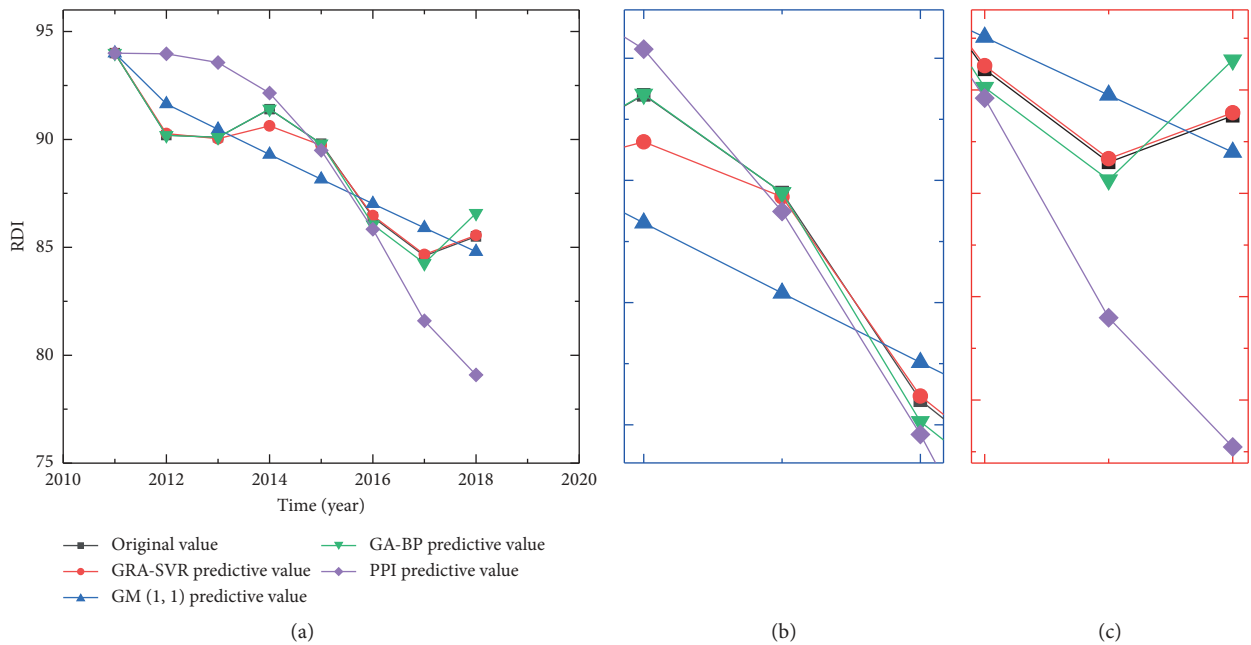 95
90
85
80
75
RDI
2010 2012 2014 2016 2018 2020
Time (year)
Original value
GRA-SVR predictive value
GM (1, 1) predictive value
GA-BP predictive value
PPI predictive value
(a) (b) (c)